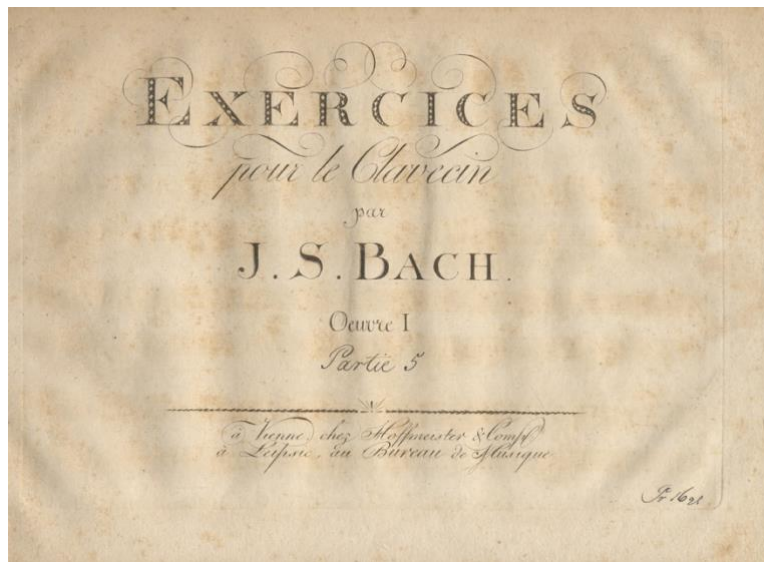 EXERCICES
pour le Clavecin
par
J. S. BACH.
Oeuvre I
Partie 5
à Vienne, chez Hoffmeister & Comp.
à Leipsic, au Bureau de Musique